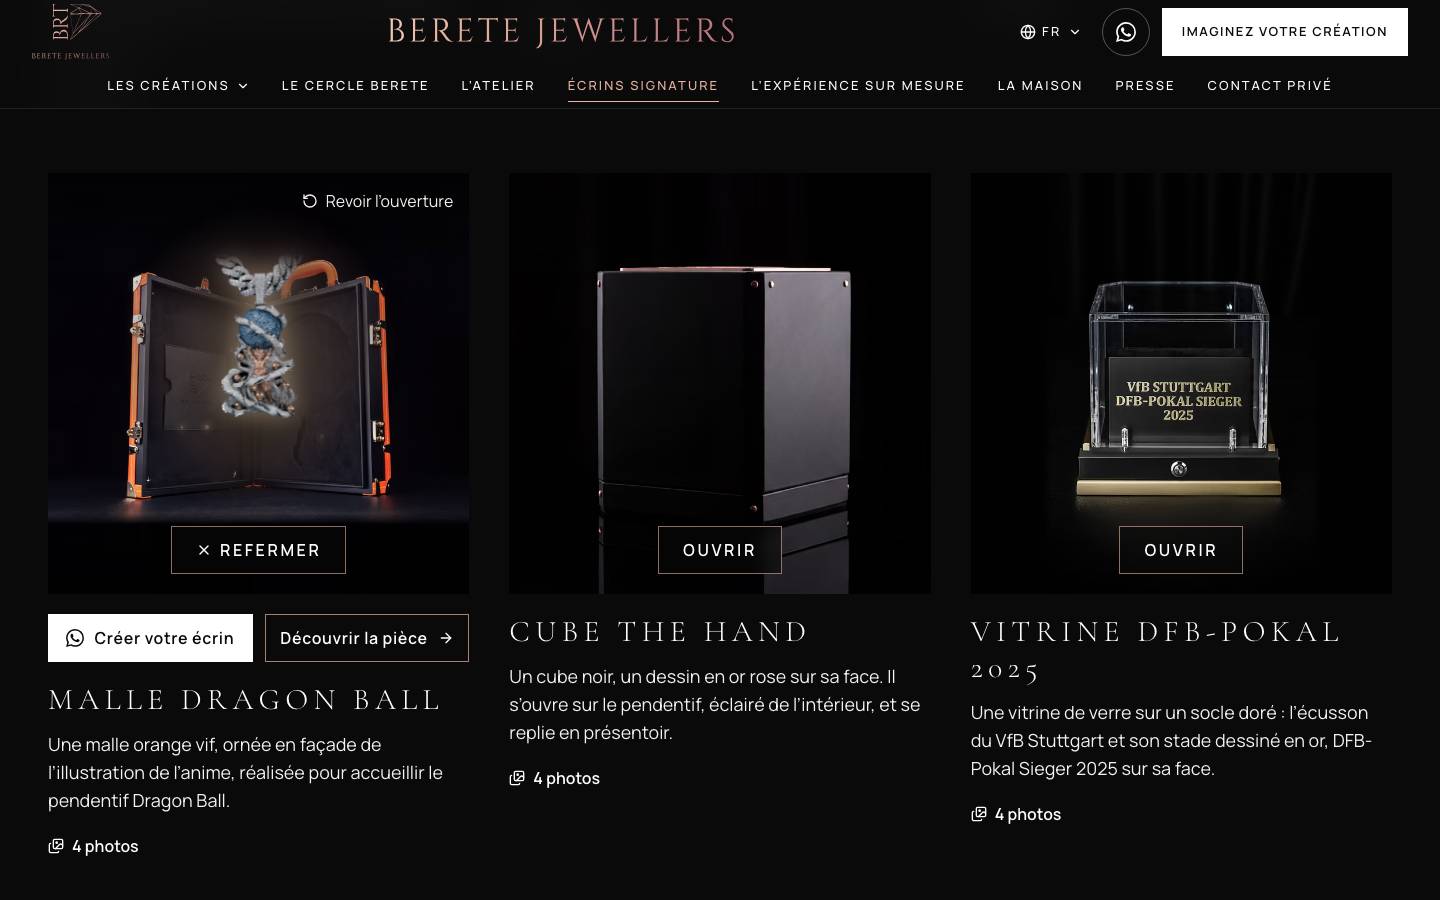 BRT
BERETE JEWELLERS
BERETE JEWELLERS
FR
IMAGINEZ VOTRE CRÉATION
LES CRÉATIONS
LE CERCLE BERETE
L'ATELIER
ÉCRINS SIGNATURE
L'EXPÉRIENCE SUR MESURE
LA MAISON
PRESSE
CONTACT PRIVÉ
Revoir l'ouverture
REFERMER
OUVRIR
VfB STUTTGART
DFB-POKAL SIEGER
2025
OUVRIR
Créer votre écrin
Découvrir la pièce
MALLE DRAGON BALL
Une malle orange vif, ornée en façade de
l'illustration de l'anime, réalisée pour accueillir le
pendentif Dragon Ball.
4 photos
CUBE THE HAND
Un cube noir, un dessin en or rose sur sa face. Il
s'ouvre sur le pendentif, éclairé de l'intérieur, et se
replie en présentoir.
4 photos
VITRINE DFB-POKAL
2025
Une vitrine de verre sur un socle doré : l'écusson
du VfB Stuttgart et son stade dessiné en or, DFB-
Pokal Sieger 2025 sur sa face.
4 photos